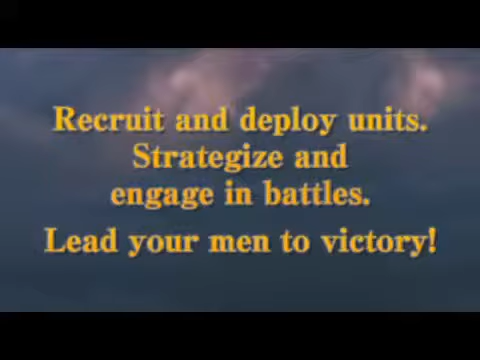 Recruit and deploy units.
Strategize and
engage in battles.
Lead your men to victory!